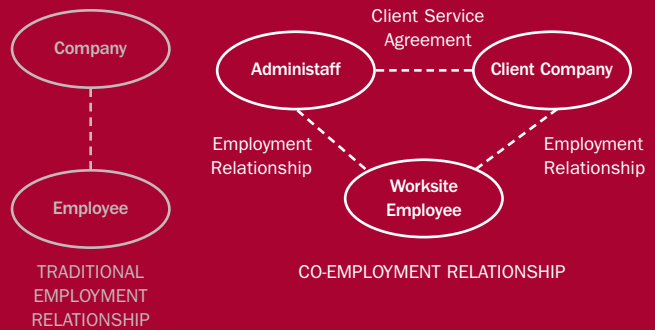 Company
Employee
TRADITIONAL
EMPLOYMENT
RELATIONSHIP
Client Service
Agreement
Administaff
Client Company
Employment
Relationship
Employment
Relationship
Worksite
Employee
CO-EMPLOYMENT RELATIONSHIP